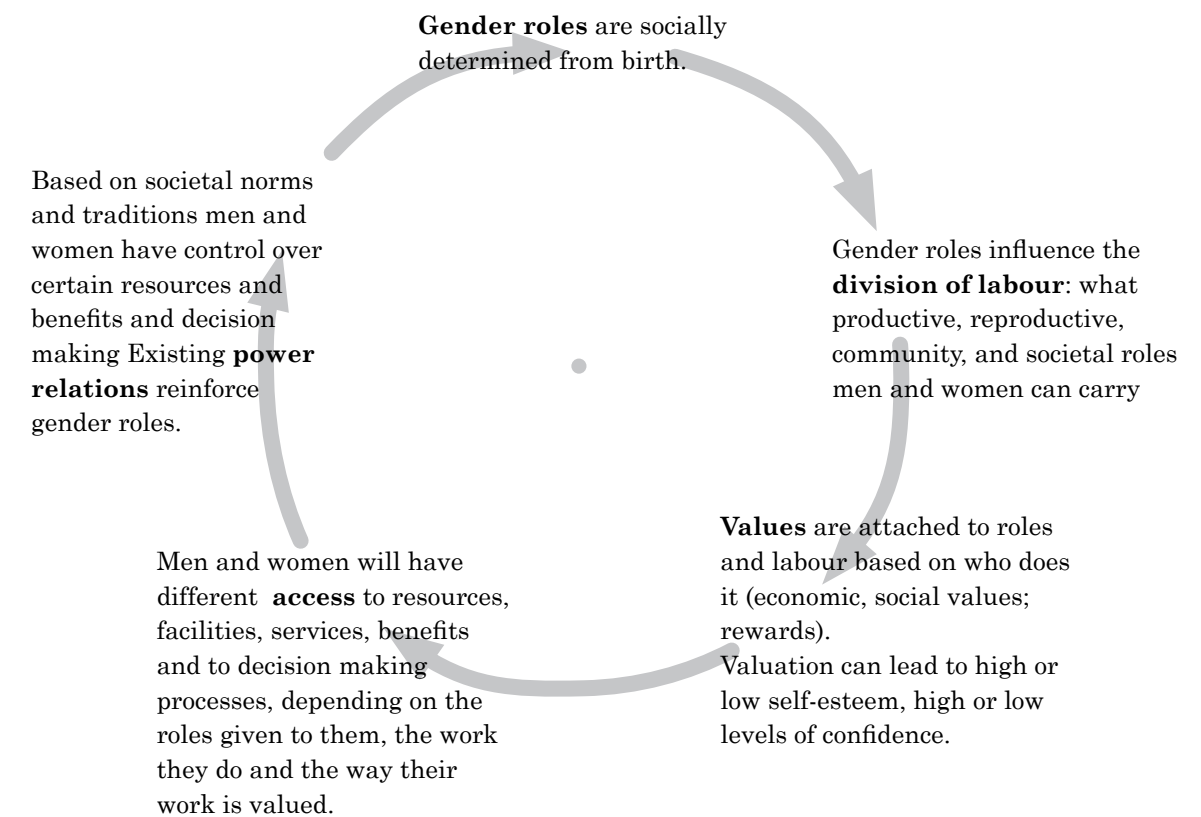 Gender roles are socially
determined from birth.
Gender roles influence the
division of labour: what
productive, reproductive,
community, and societal roles
men and women can carry
Values are attached to roles
and labour based on who does
it (economic, social values;
rewards).
Valuation can lead to high or
low self-esteem, high or low
levels of confidence.
Men and women will have
different access to resources,
facilities, services, benefits
and to decision making
processes, depending on the
roles given to them, the work
they do and the way their
work is valued.
Based on societal norms
and traditions men and
women have control over
certain resources and
benefits and decision
making Existing power
relations reinforce
gender roles.